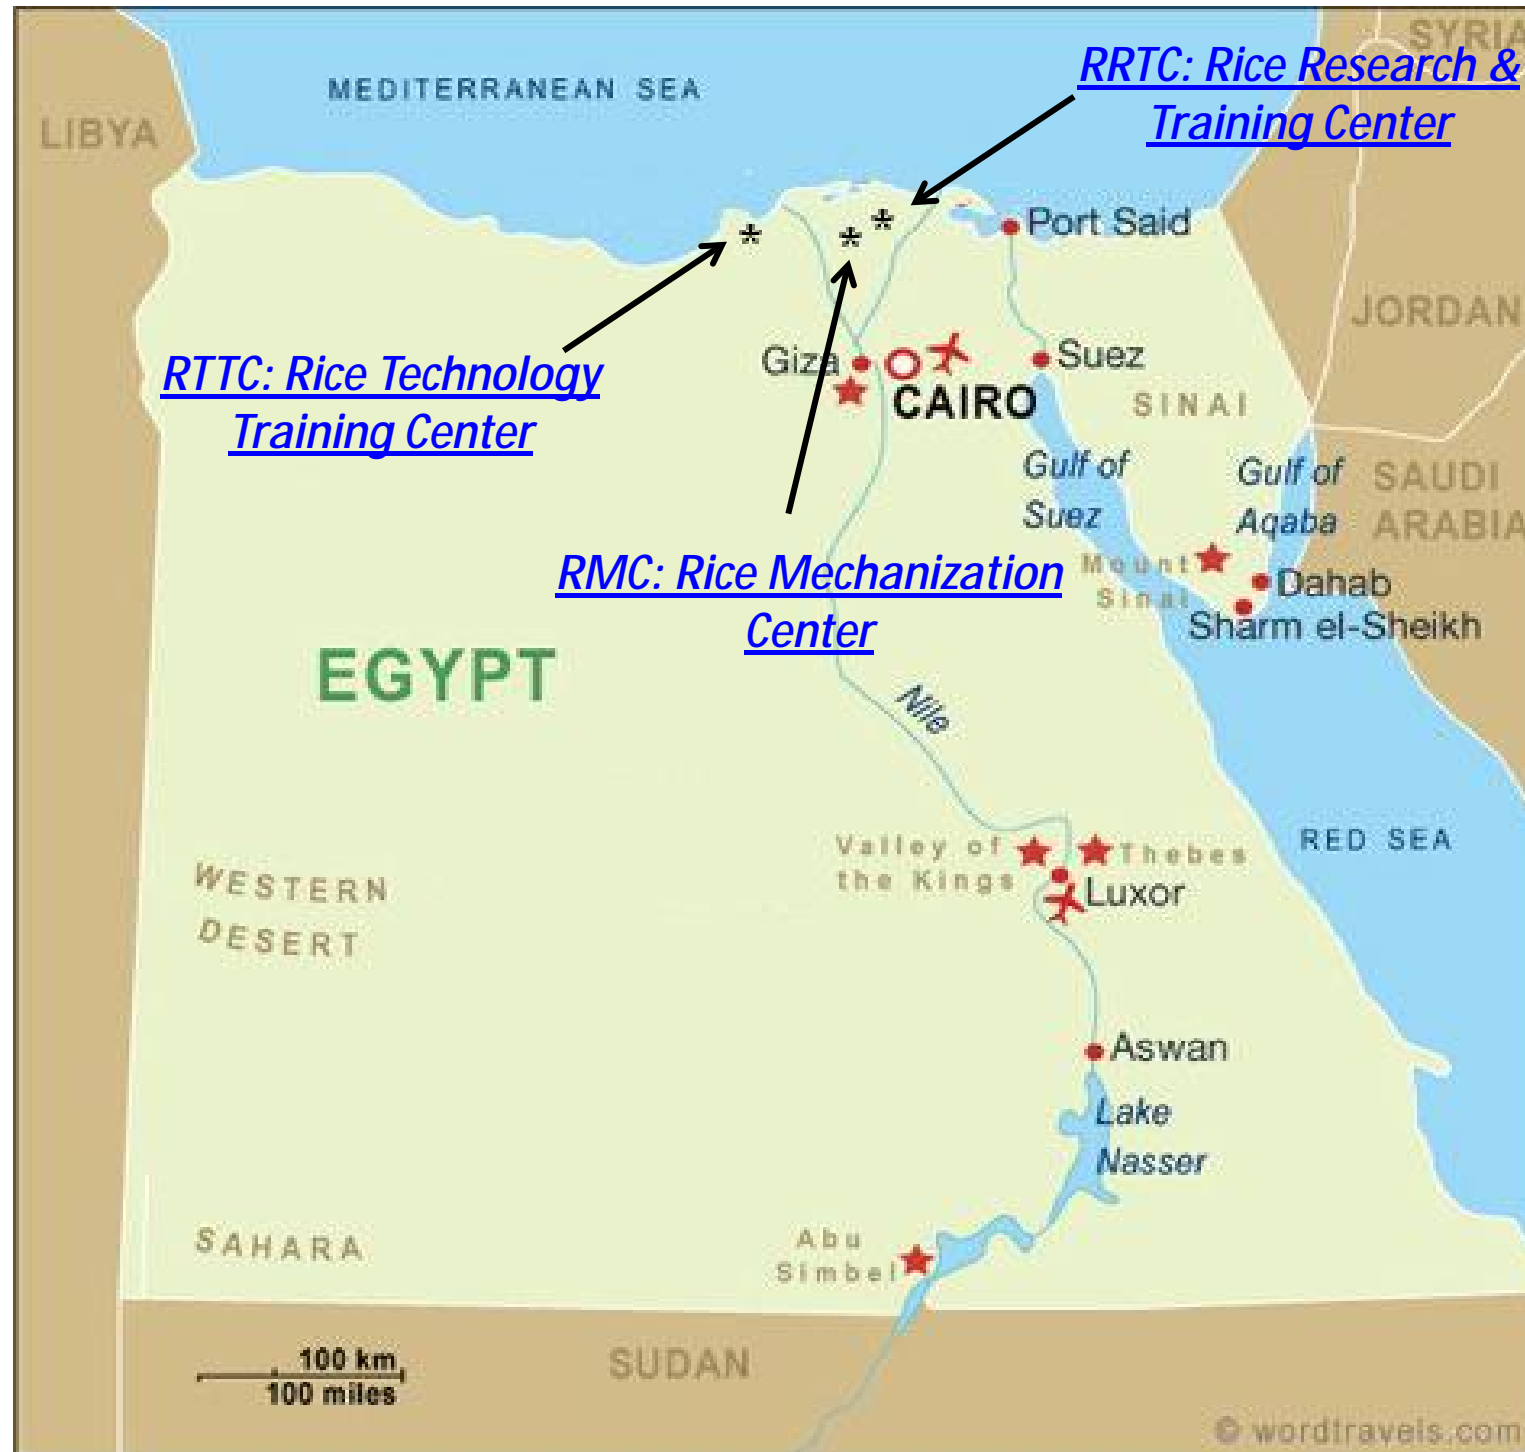 SYRIA
RRTC: Rice Research &
Training Center
MEDITERRANEAN SEA
LIBYA
* * *
Port Said
JORDAN
RTTC: Rice Technology
Training Center
Giza
CAIRO
Suez
SINAI
Gulf of
Suez
Gulf of
Aqaba
SAUDI
ARABIA
RMC: Rice Mechanization
Center
Mount
Sinai
Dahab
Sharm el-Sheikh
EGYPT
Nile
RED SEA
Valley of
the Kings
Thebes
Luxor
WESTERN
DESERT
Aswan
Lake
Nasser
SAHARA
Abu
Simbel
100 km
100 miles
SUDAN
© wordtravels.com